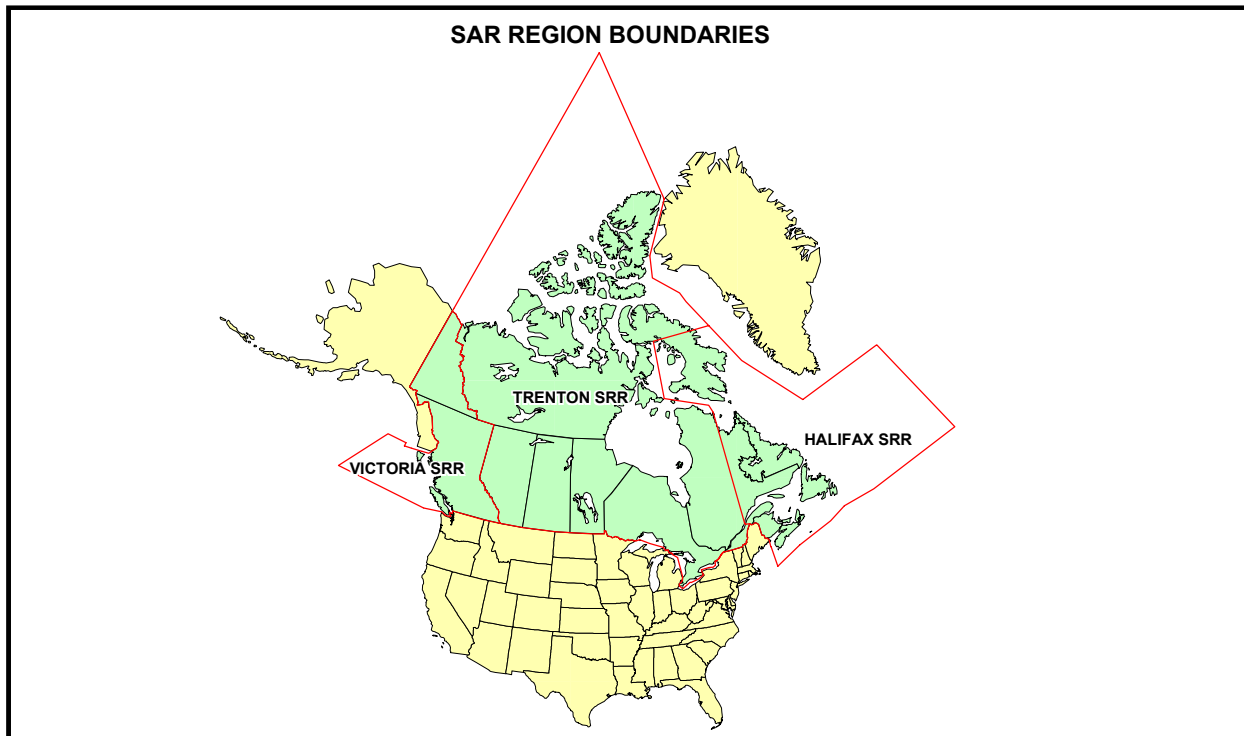 SAR REGION BOUNDARIES
TRENTON SRR
HALIFAX SRR
VICTORIA SRR